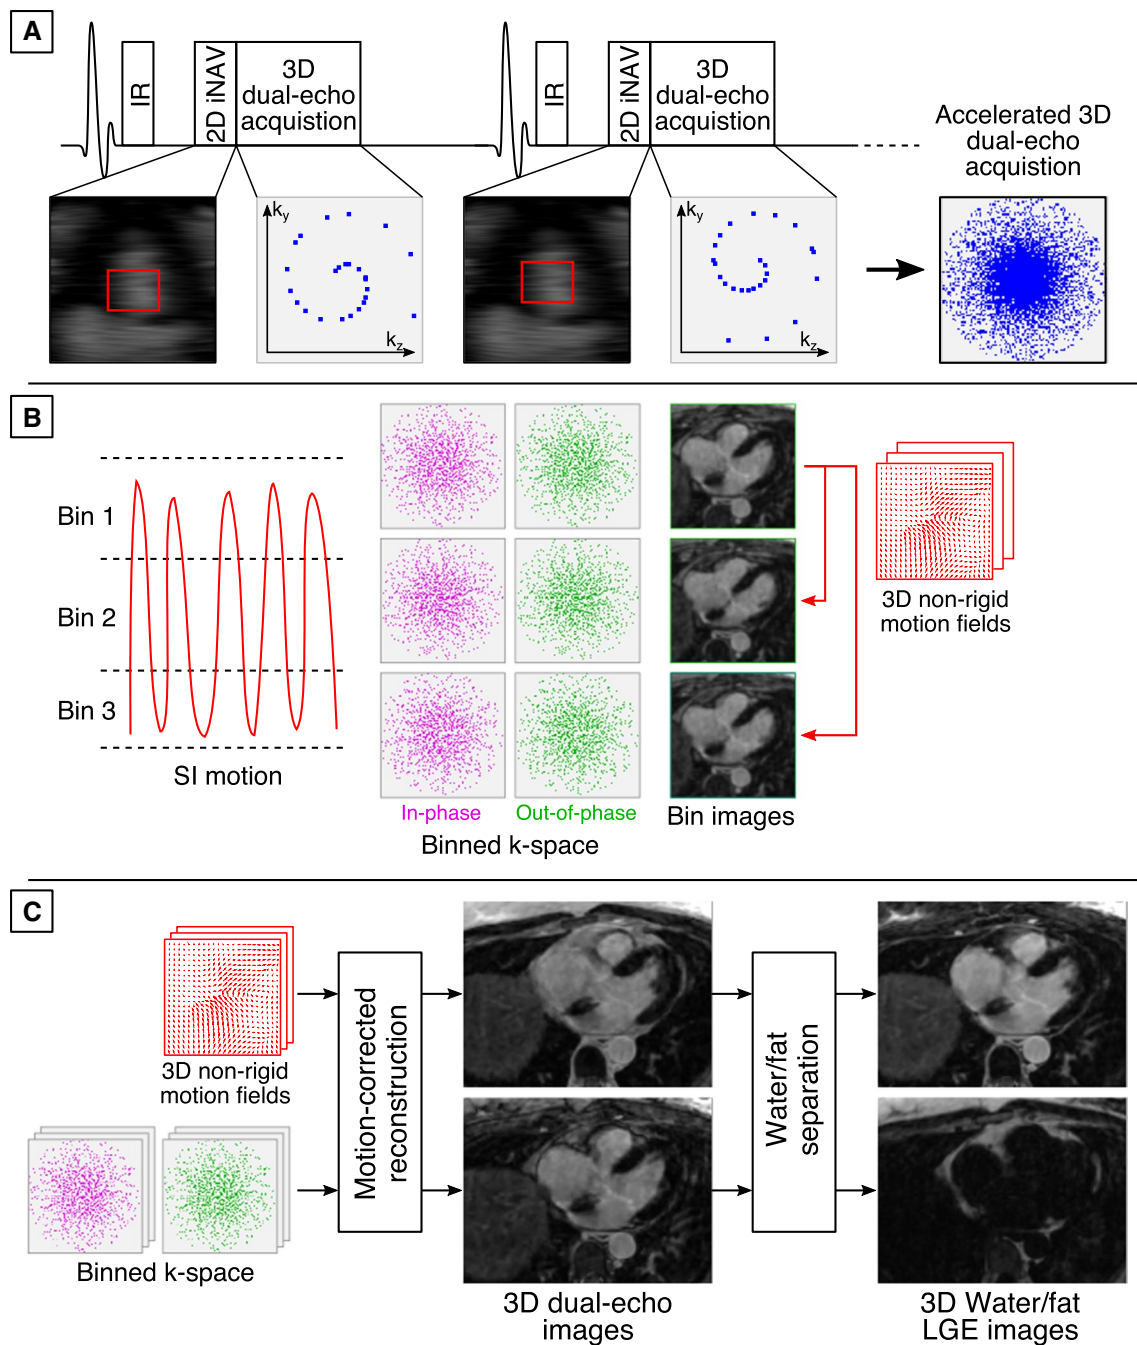 A
IR
2D iNAV
3D
dual-echo
acquistion
IR
2D iNAV
3D
dual-echo
acquistion
Accelerated 3D
dual-echo
acquistion
ky
kz
ky
kz
B
Bin 1
Bin 2
Bin 3
SI motion
In-phase
Out-of-phase
Binned k-space
Bin images
3D non-rigid
motion fields
C
3D non-rigid
motion fields
Binned k-space
Motion-corrected
reconstruction
3D dual-echo
images
Water/fat
separation
3D Water/fat
LGE images